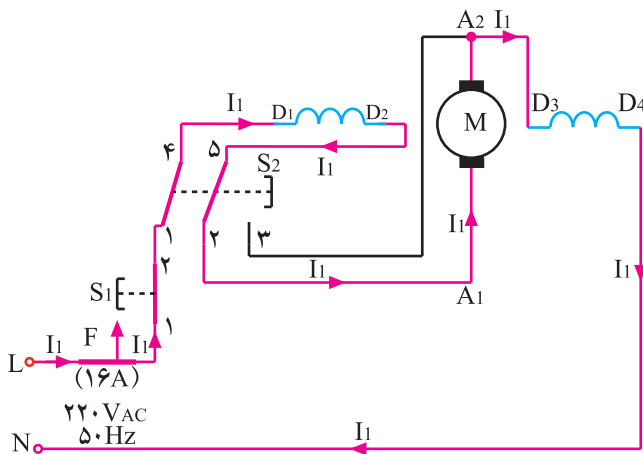 A2 I1
I1 D1 D2 D3 D4
M
۴ ۵ S2 I1
I1
۱ ۲ ۳
۲ I1 I1
S1 A1
۱
F I1 I1
L
(۱۶A)
۲۲۰VAC
۵۰Hz
I1
N